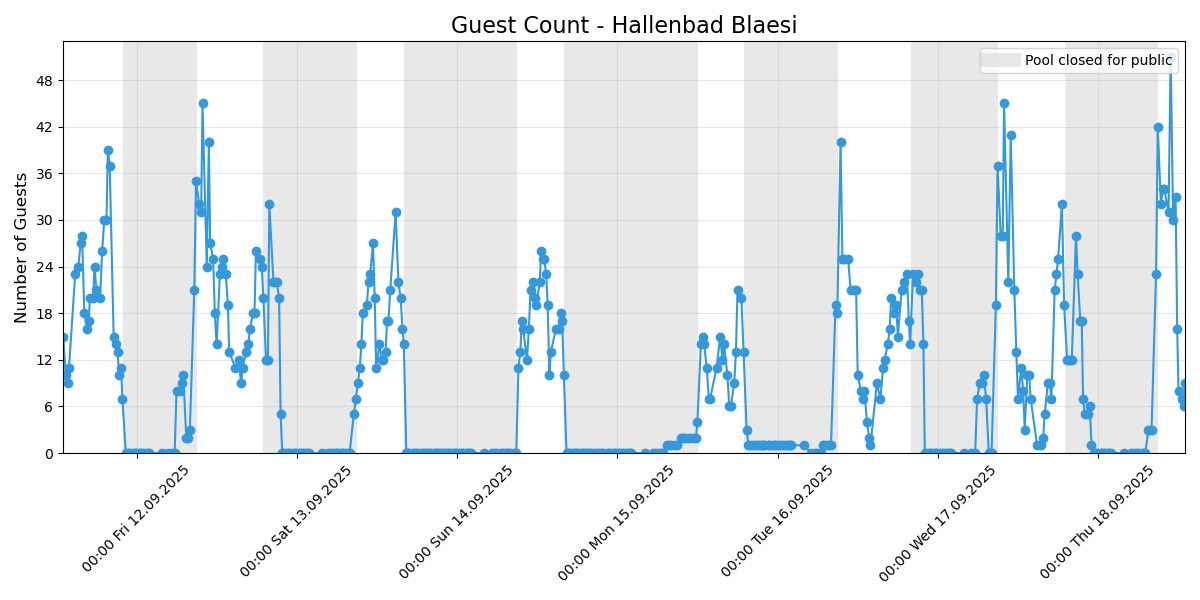 Guest Count - Hallenbad Blaesi
Pool closed for public
Number of Guests
48
42
36
30
24
18
12
6
0
00:00 Fri 12.09.2025
00:00 Sat 13.09.2025
00:00 Sun 14.09.2025
00:00 Mon 15.09.2025
00:00 Tue 16.09.2025
00:00 Wed 17.09.2025
00:00 Thu 18.09.2025